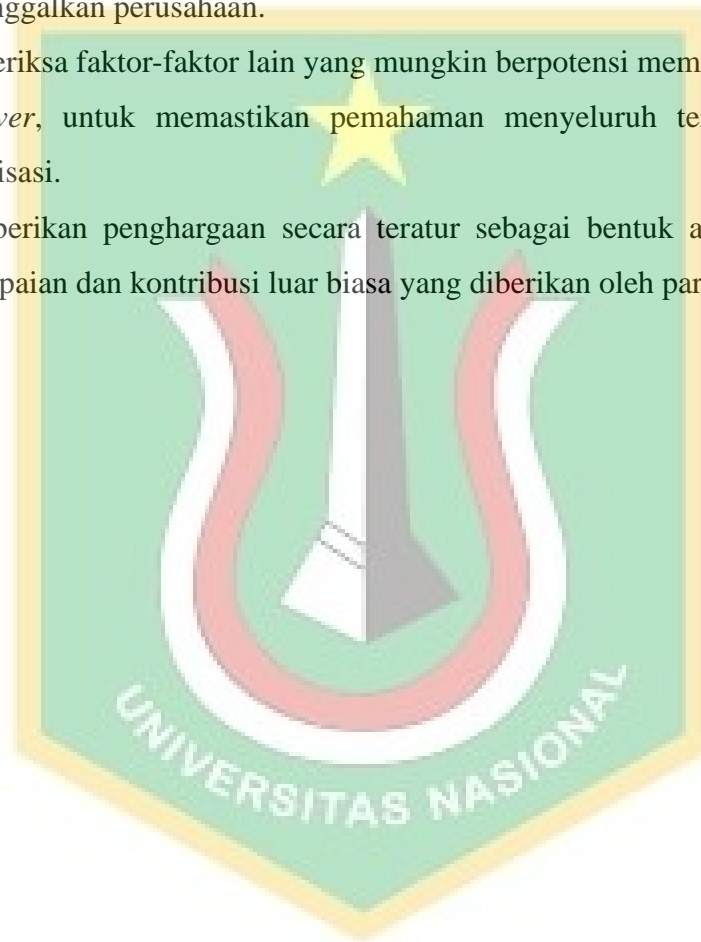 nggalkan perusahaan.
eriksa faktor-faktor lain yang mungkin berpotensi mem
ver, untuk memastikan pemahaman menyeluruh te
isasi.
berikan penghargaan secara teratur sebagai bentuk a
paian dan kontribusi luar biasa yang diberikan oleh par
UNIVERSITAS NASIONAL